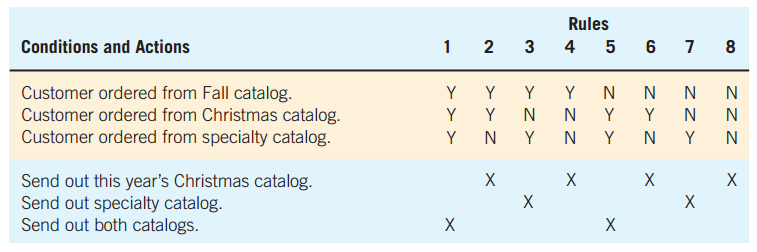 Rules
Conditions and Actions 1 2 3 4 5 6 7 8
Customer ordered from Fall catalog. Y Y Y Y N N N N
Customer ordered from Christmas catalog. Y Y N N Y Y N N
Customer ordered from specialty catalog. Y N Y N Y N Y N
Send out this year's Christmas catalog. X X X X
Send out specialty catalog. X X
Send out both catalogs. X X